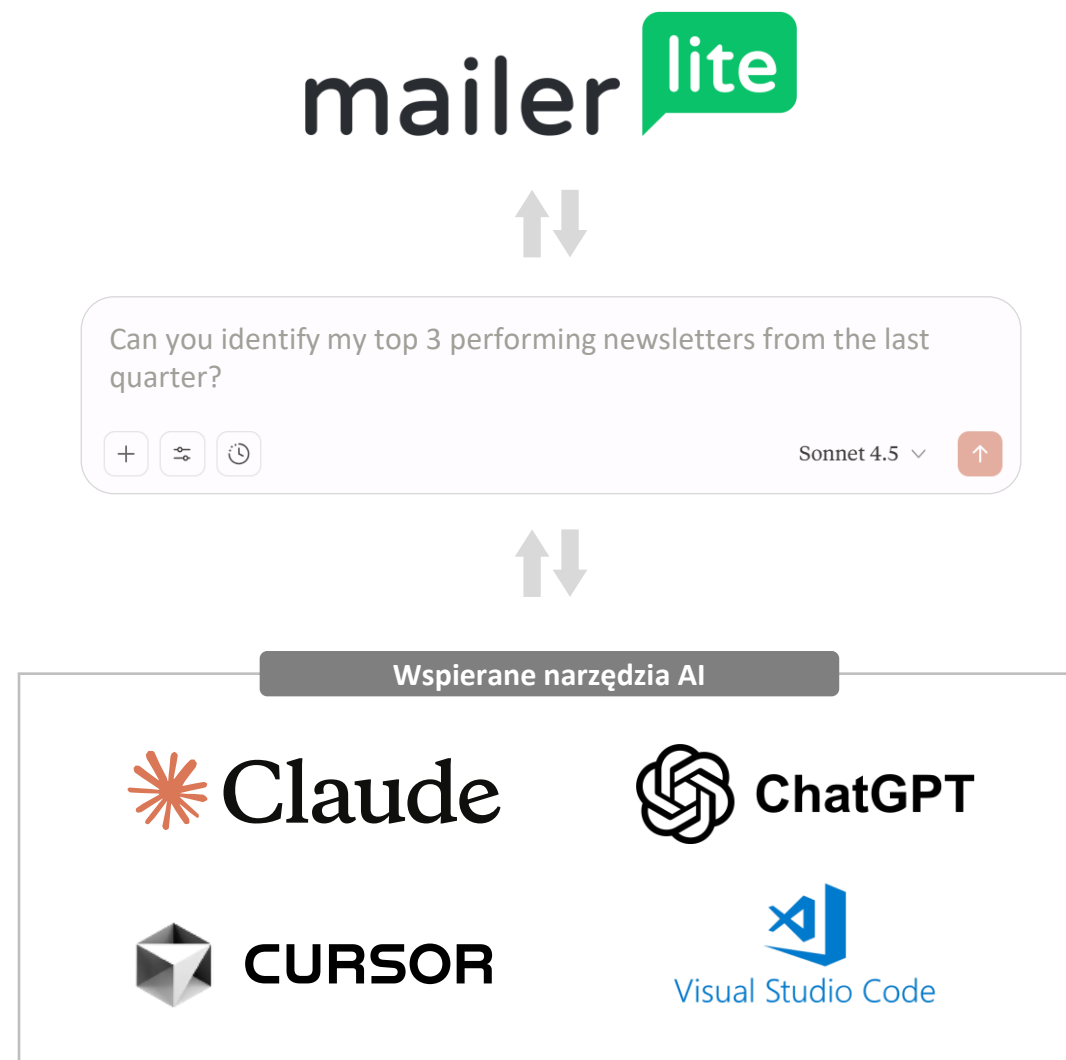 mailer lite
Can you identify my top 3 performing newsletters from the last
quarter?
Sonnet 4.5
Wspierane narzędzia AI
Claude
ChatGPT
CURSOR
Visual Studio Code